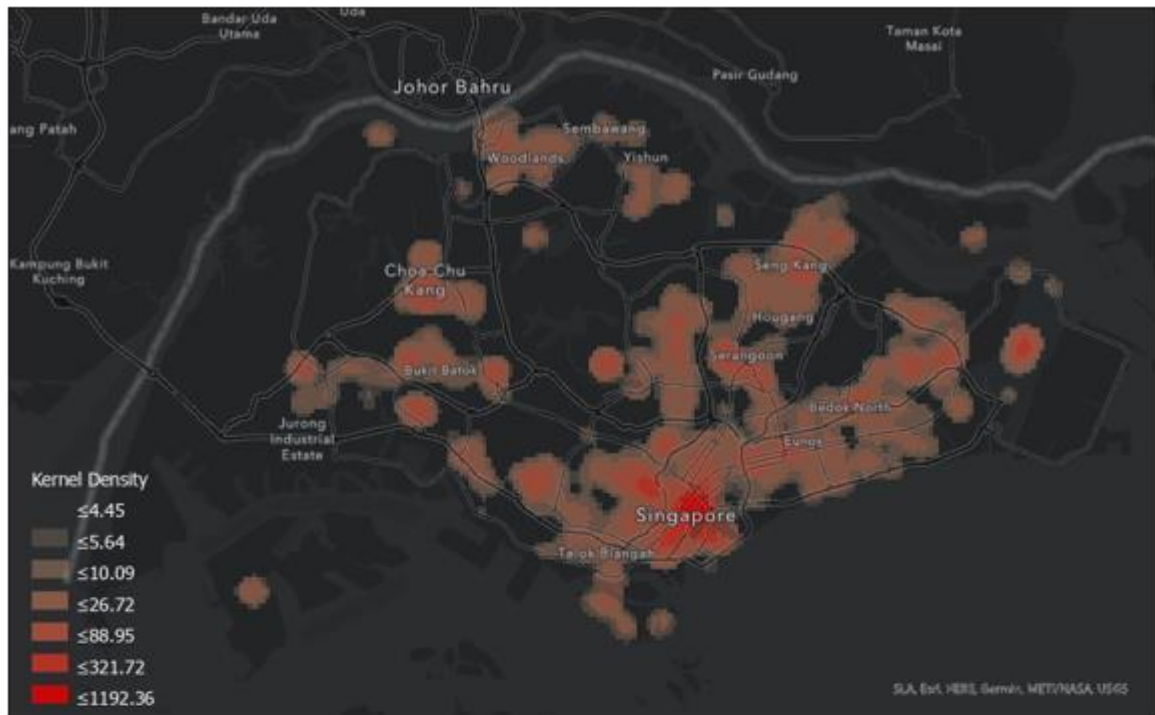 Bandar Uda
Utama
Uda
Taman Kota
Masai
Johor Bahru
Pasir Gudang
ang Patah
Sembawang
Woodlands
Yishun
Kampung Bukit
Kuching
Choa Chu
Kang
Seng Kang
Hougang
Serangoon
Bukit Batok
Bedok North
Jurong
Industrial
Estate
Eunos
Singapore
Talok Blangah
Kernel Density
≤4.45
≤5.64
≤10.09
≤26.72
≤88.95
≤321.72
≤1192.36
SLA, Esri, HERE, Garmin, METI/NASA, USGS